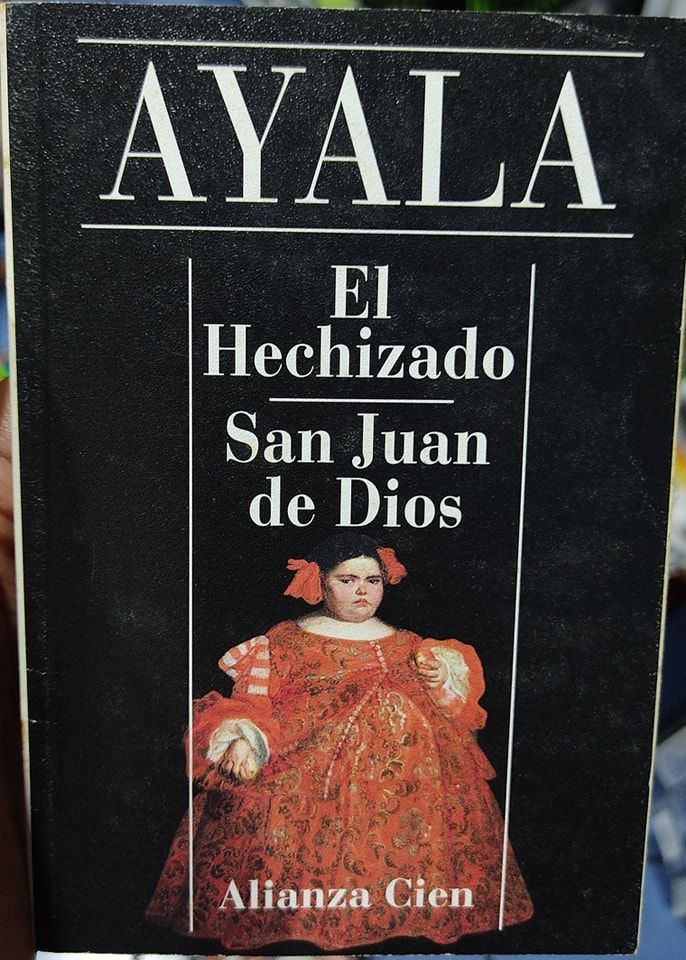 AYALA
El
Hechizado
San Juan
de Dios
Alianza Cien